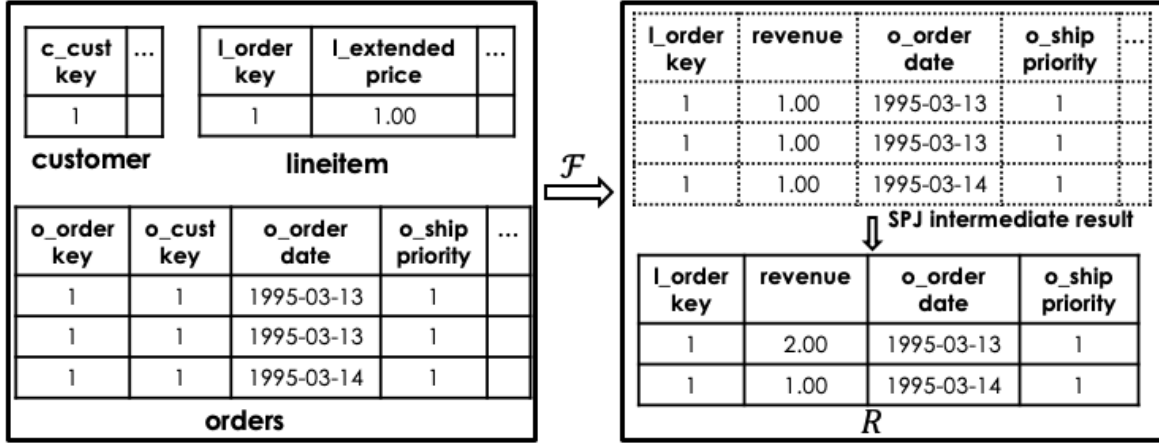 c_cust key ...
1
customer
l_order key l_extended price ...
1 1.00
lineitem
o_order key o_cust key o_order date o_ship priority ...
1 1 1995-03-13 1
1 1 1995-03-13 1
1 1 1995-03-14 1
orders
ℱ
l_order key revenue o_order date o_ship priority ...
1 1.00 1995-03-13 1
1 1.00 1995-03-13 1
1 1.00 1995-03-14 1
SPJ intermediate result
l_order key revenue o_order date o_ship priority
1 2.00 1995-03-13 1
1 1.00 1995-03-14 1
R